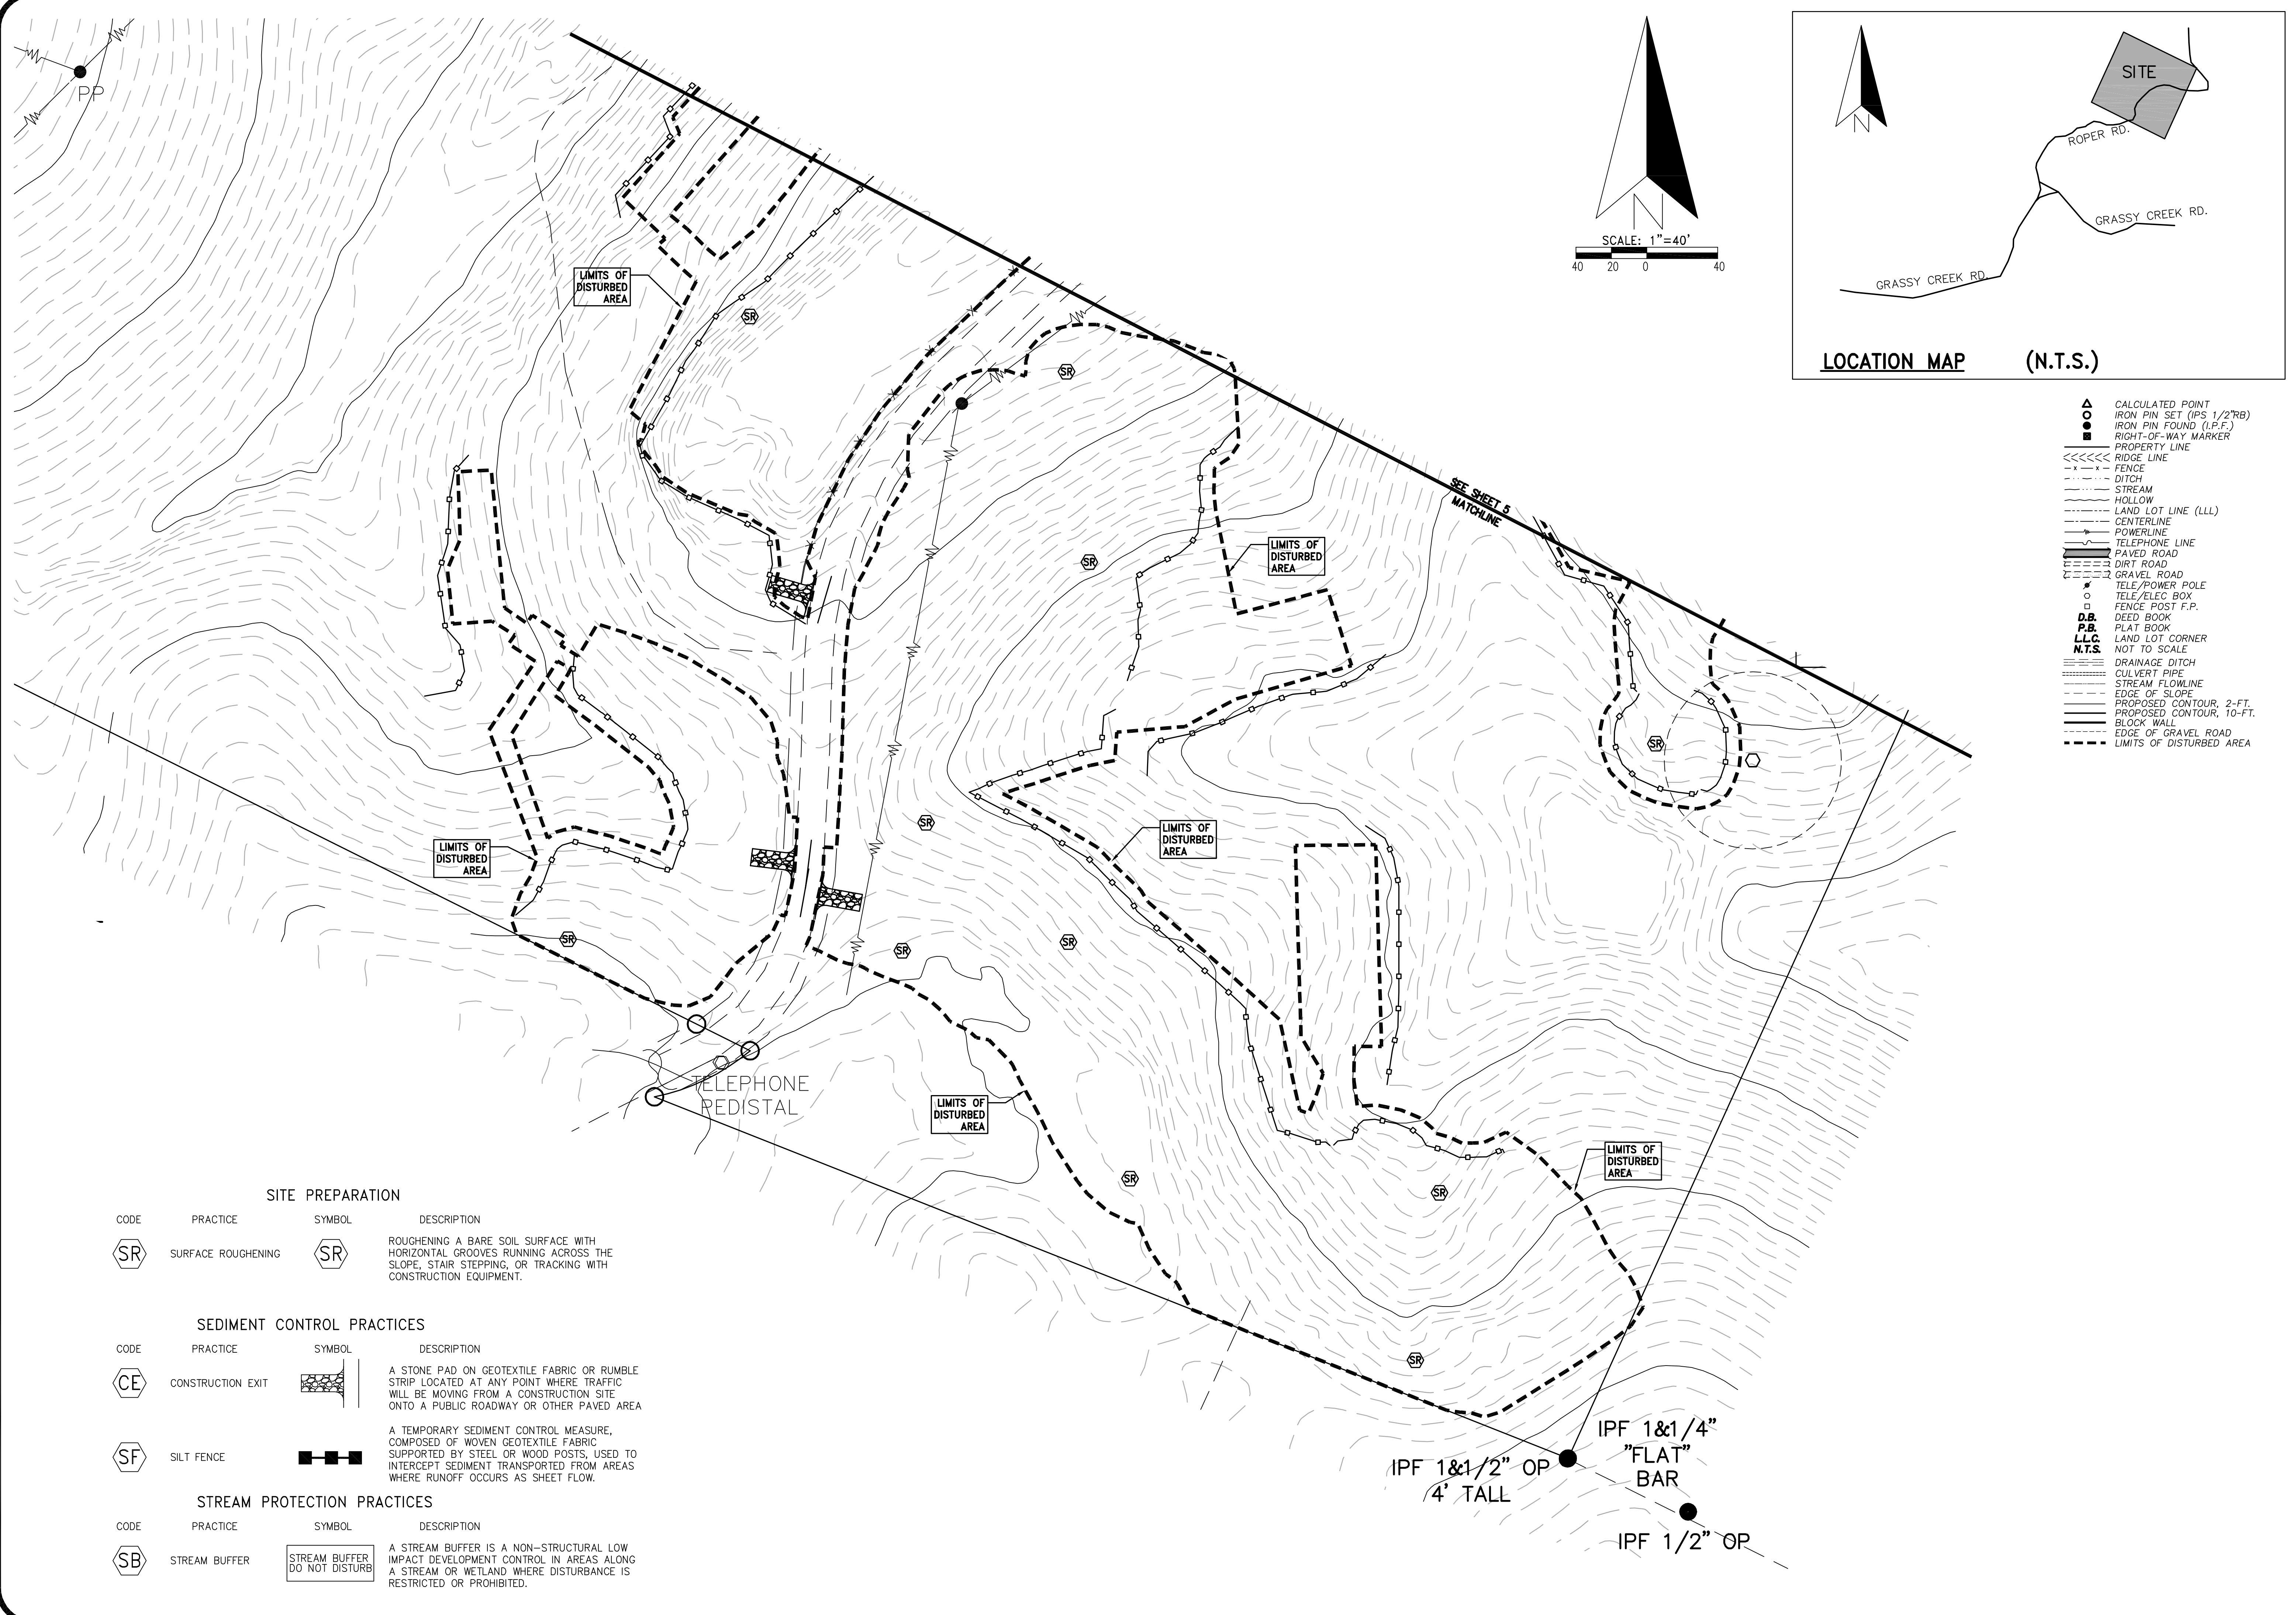 PP
N
SCALE: 1"=40'
40 20 0 40
SITE
N
ROPER RD.
GRASSY CREEK RD.
GRASSY CREEK RD.
LOCATION MAP (N.T.S.)
CALCULATED POINT
IRON PIN SET (IPS 1/2"RB)
IRON PIN FOUND (I.P.F.)
RIGHT-OF-WAY MARKER
PROPERTY LINE
RIDGE LINE
FENCE
DITCH
STREAM
HOLLOW
LAND LOT LINE (LLL)
CENTERLINE
POWERLINE
TELEPHONE LINE
PAVED ROAD
DIRT ROAD
GRAVEL ROAD
TELE/POWER POLE
TELE/ELEC BOX
FENCE POST F.P.
D.B. DEED BOOK
P.B. PLAT BOOK
L.L.C. LAND LOT CORNER
N.T.S. NOT TO SCALE
DRAINAGE DITCH
CULVERT PIPE
STREAM FLOWLINE
EDGE OF SLOPE
PROPOSED CONTOUR, 2-FT.
PROPOSED CONTOUR, 10-FT.
BLOCK WALL
EDGE OF GRAVEL ROAD
LIMITS OF DISTURBED AREA
LIMITS OF
DISTURBED
AREA
SR
SR
SEE SHEET 5
MATCHLINE
SR
LIMITS OF
DISTURBED
AREA
SR
SR
LIMITS OF
DISTURBED
AREA
LIMITS OF
DISTURBED
AREA
SR
SR
SR
TELEPHONE
PEDISTAL
LIMITS OF
DISTURBED
AREA
LIMITS OF
DISTURBED
AREA
SR
SR
SR
IPF 1&1/4"
"FLAT"
BAR
IPF 1&1/2" OP
4' TALL
IPF 1/2" OP
SITE PREPARATION
CODE PRACTICE SYMBOL DESCRIPTION
SR SURFACE ROUGHENING SR
ROUGHENING A BARE SOIL SURFACE WITH
HORIZONTAL GROOVES RUNNING ACROSS THE
SLOPE, STAIR STEPPING, OR TRACKING WITH
CONSTRUCTION EQUIPMENT.
SEDIMENT CONTROL PRACTICES
CODE PRACTICE SYMBOL DESCRIPTION
CE CONSTRUCTION EXIT
A STONE PAD ON GEOTEXTILE FABRIC OR RUMBLE
STRIP LOCATED AT ANY POINT WHERE TRAFFIC
WILL BE MOVING FROM A CONSTRUCTION SITE
ONTO A PUBLIC ROADWAY OR OTHER PAVED AREA
SF SILT FENCE
A TEMPORARY SEDIMENT CONTROL MEASURE,
COMPOSED OF WOVEN GEOTEXTILE FABRIC
SUPPORTED BY STEEL OR WOOD POSTS, USED TO
INTERCEPT SEDIMENT TRANSPORTED FROM AREAS
WHERE RUNOFF OCCURS AS SHEET FLOW.
STREAM PROTECTION PRACTICES
CODE PRACTICE SYMBOL DESCRIPTION
SB STREAM BUFFER
STREAM BUFFER
DO NOT DISTURB
A STREAM BUFFER IS A NON-STRUCTURAL LOW
IMPACT DEVELOPMENT CONTROL IN AREAS ALONG
A STREAM OR WETLAND WHERE DISTURBANCE IS
RESTRICTED OR PROHIBITED.